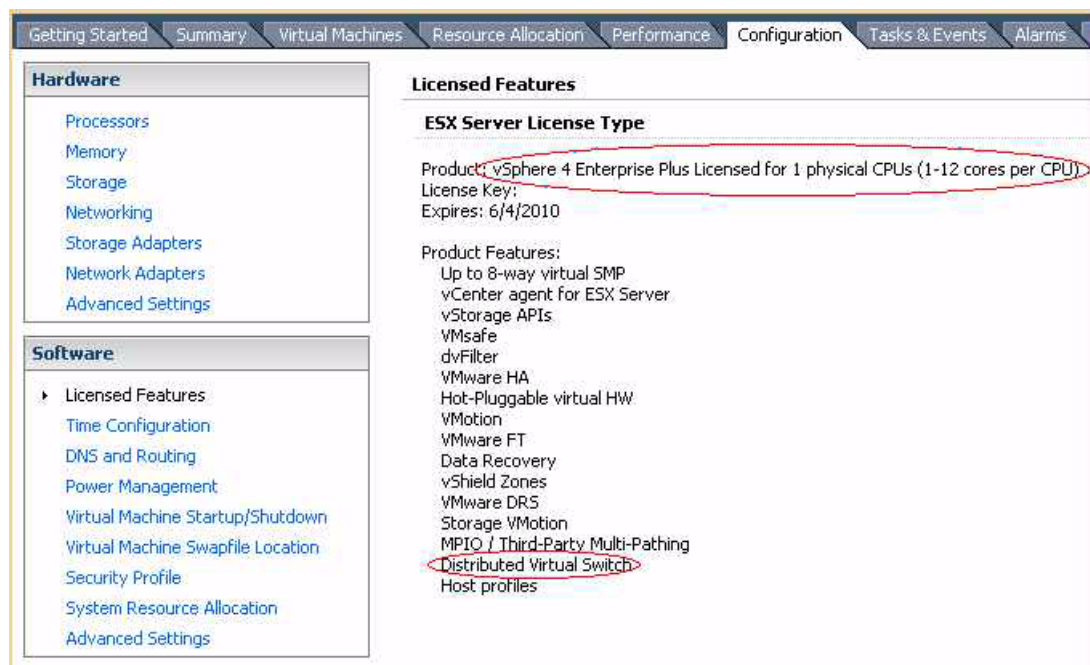 Getting Started Summary Virtual Machines Resource Allocation Performance Configuration Tasks & Events Alarms
Hardware
Processors
Memory
Storage
Networking
Storage Adapters
Network Adapters
Advanced Settings
Software
Licensed Features
Time Configuration
DNS and Routing
Power Management
Virtual Machine Startup/Shutdown
Virtual Machine Swapfile Location
Security Profile
System Resource Allocation
Advanced Settings
Licensed Features
ESX Server License Type
Product: vSphere 4 Enterprise Plus Licensed for 1 physical CPUs (1-12 cores per CPU)
License Key:
Expires: 6/4/2010
Product Features:
Up to 8-way virtual SMP
vCenter agent for ESX Server
vStorage APIs
VMsafe
dvFilter
VMware HA
Hot-Pluggable virtual HW
VMotion
VMware FT
Data Recovery
vShield Zones
VMware DRS
Storage VMotion
MPIO / Third-Party Multi-Pathing
Distributed Virtual Switch
Host profiles